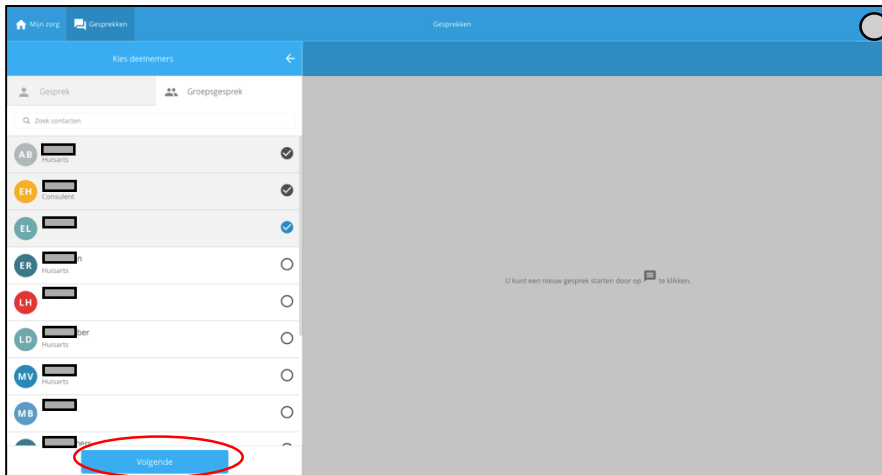 Mijn zorg Gesprekken Gesprekken
Kies deelnemers
Gesprek Groepsgesprek
Zoek contacten
AB
Huisarts
EH
Consulent
EL
ER n
Huisarts
LH
LD ber
Huisarts
MV
Huisarts
MB
Volgende
U kunt een nieuw gesprek starten door op te klikken.